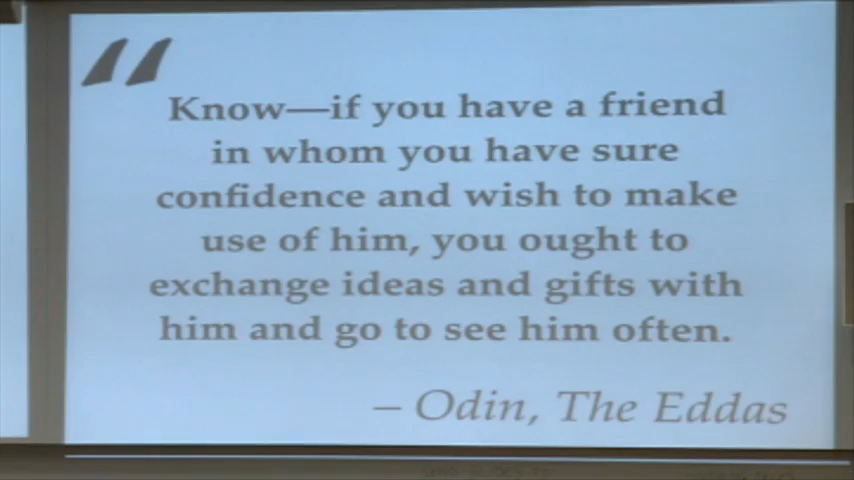 “
Know—if you have a friend
in whom you have sure
confidence and wish to make
use of him, you ought to
exchange ideas and gifts with
him and go to see him often.
– Odin, The Eddas